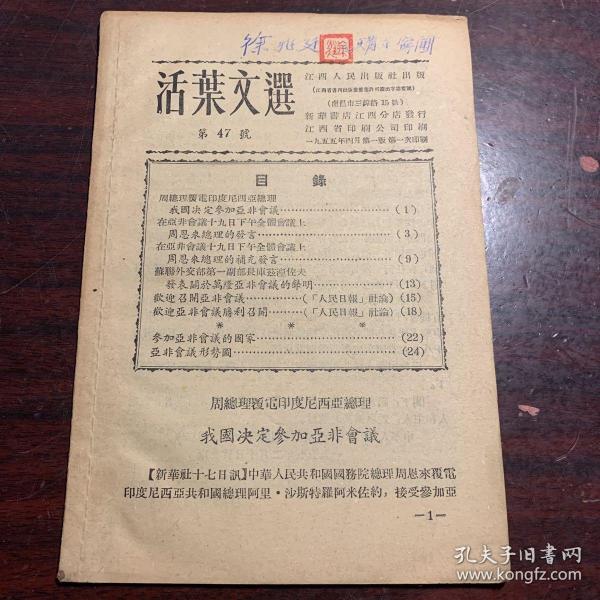 徐兆廷
活葉文選
第 47 號
江西人民出版社出版
(南昌市三緯路15號)
新華書店江西分店發行
江西省印刷公司印刷
一九五五年四月第一版第一次印刷
目錄
周總理覆電印度尼西亞總理
我國决定參加亞非會議…………(1)
在亞非會議十九日下午全體會議上
周恩來總理的發言…………(3)
在亞非會議十九日下午全體會議上
周恩來總理的補充發言…………(9)
蘇聯外交部第一副部長庫茲湼佐夫
發表關於萬隆亞非會議的聲明…………(13)
歡迎召開亞非會議…………(「人民日報」社論) (15)
歡迎亞非會議勝利召開…………(「人民日報」社論) (18)
* * *
參加亞非會議的國家…………(22)
亞非會議形勢圖…………(24)
周總理覆電印度尼西亞總理
我國决定參加亞非會議
【新華社十七日訊】中華人民共和國國務院總理周恩來覆電
印度尼西亞共和國總理阿里·沙斯特羅阿米佐約，接受參加亞
—1—
孔夫子旧书网
www.kongfz.com